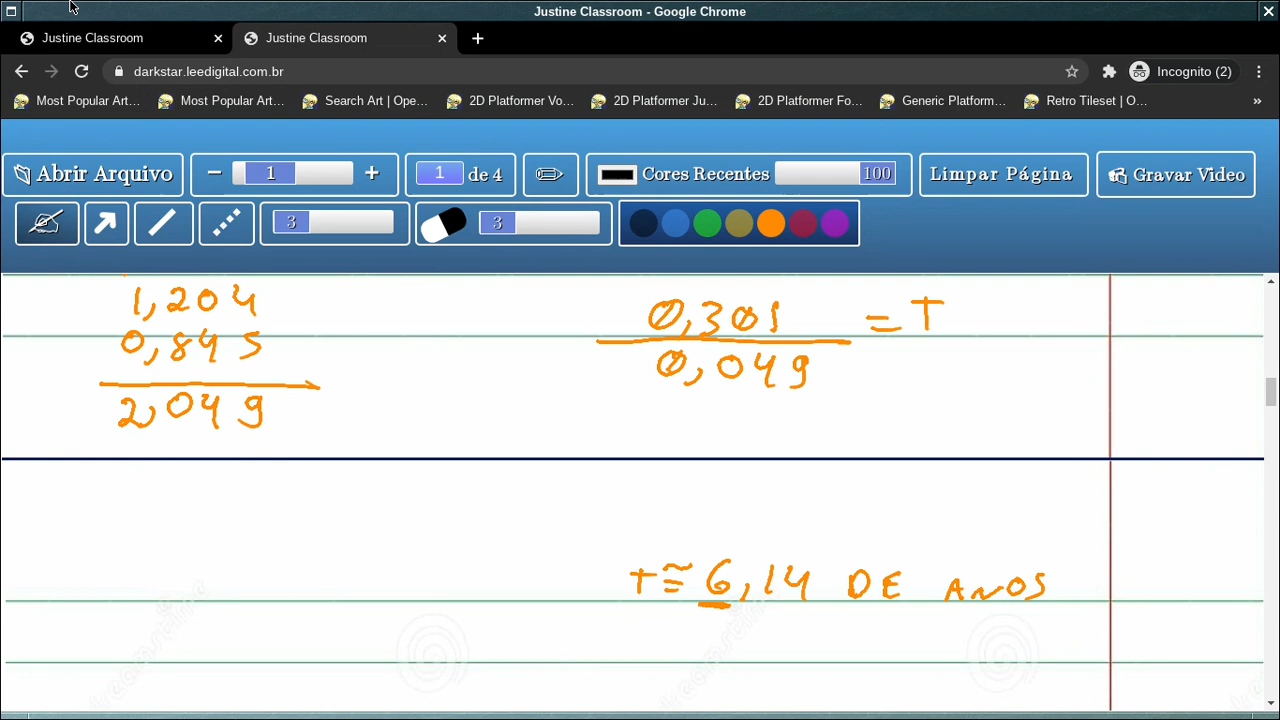 Justine Classroom - Google Chrome
Justine Classroom
Justine Classroom
darkstar.leedigital.com.br
Incognito (2)
Most Popular Art...
Most Popular Art...
Search Art | Ope...
2D Platformer Vo...
2D Platformer Ju...
2D Platformer Fo...
Generic Platform...
Retro Tileset | O...
»
Abrir Arquivo
− 1 +
1 de 4
Cores Recentes 100
Limpar Página
Gravar Video
3
3
1,204
0,845
2,049
0,301 = T
0,049
T ≅ 6,14 DE ANOS